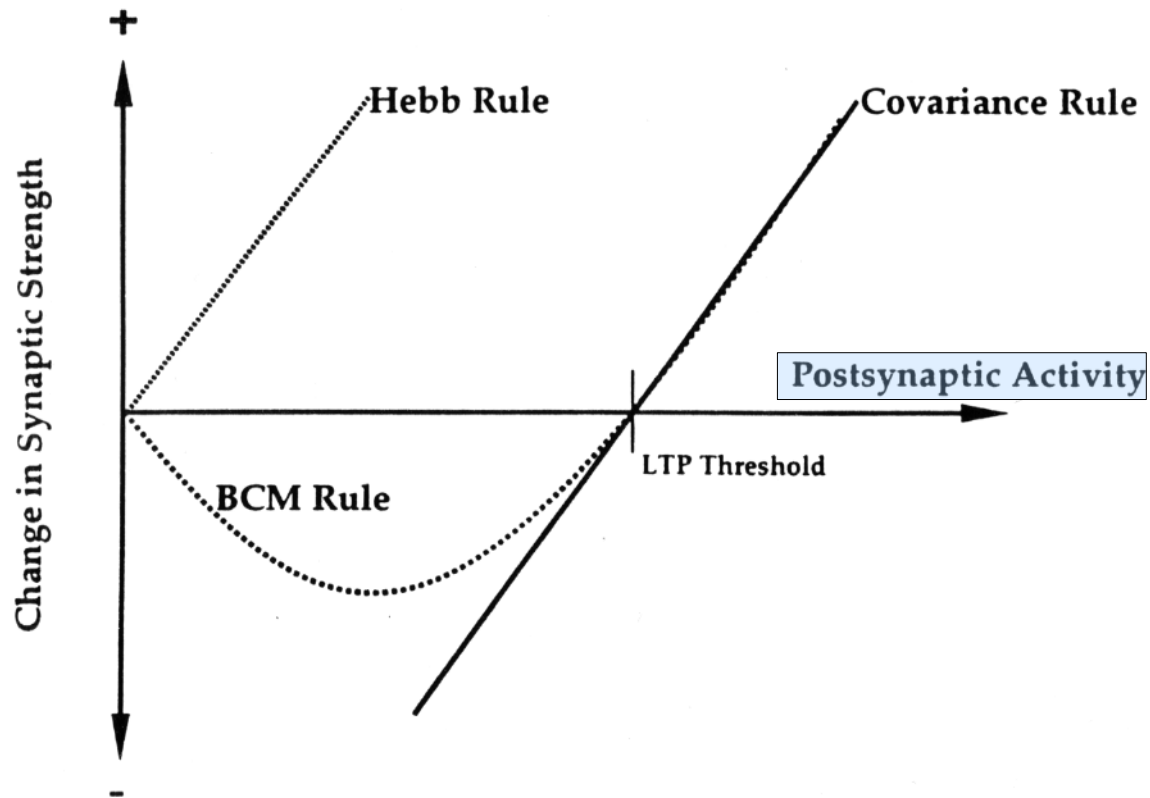 +
Hebb Rule
Covariance Rule
Change in Synaptic Strength
Postsynaptic Activity
LTP Threshold
BCM Rule
-